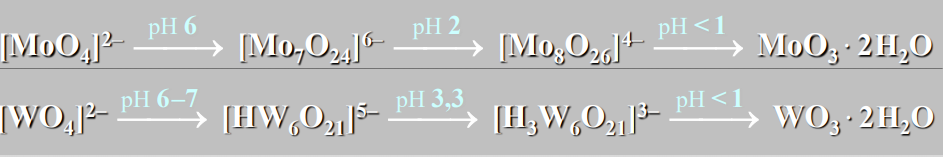 [MoO₄]²⁻ pH 6 → [Mo₇O₂₄]⁶⁻ pH 2 → [Mo₈O₂₆]⁴⁻ pH < 1 → MoO₃ · 2H₂O
[WO₄]²⁻ pH 6–7 → [HW₆O₂₁]⁵⁻ pH 3,3 → [H₃W₆O₂₁]³⁻ pH < 1 → WO₃ · 2H₂O